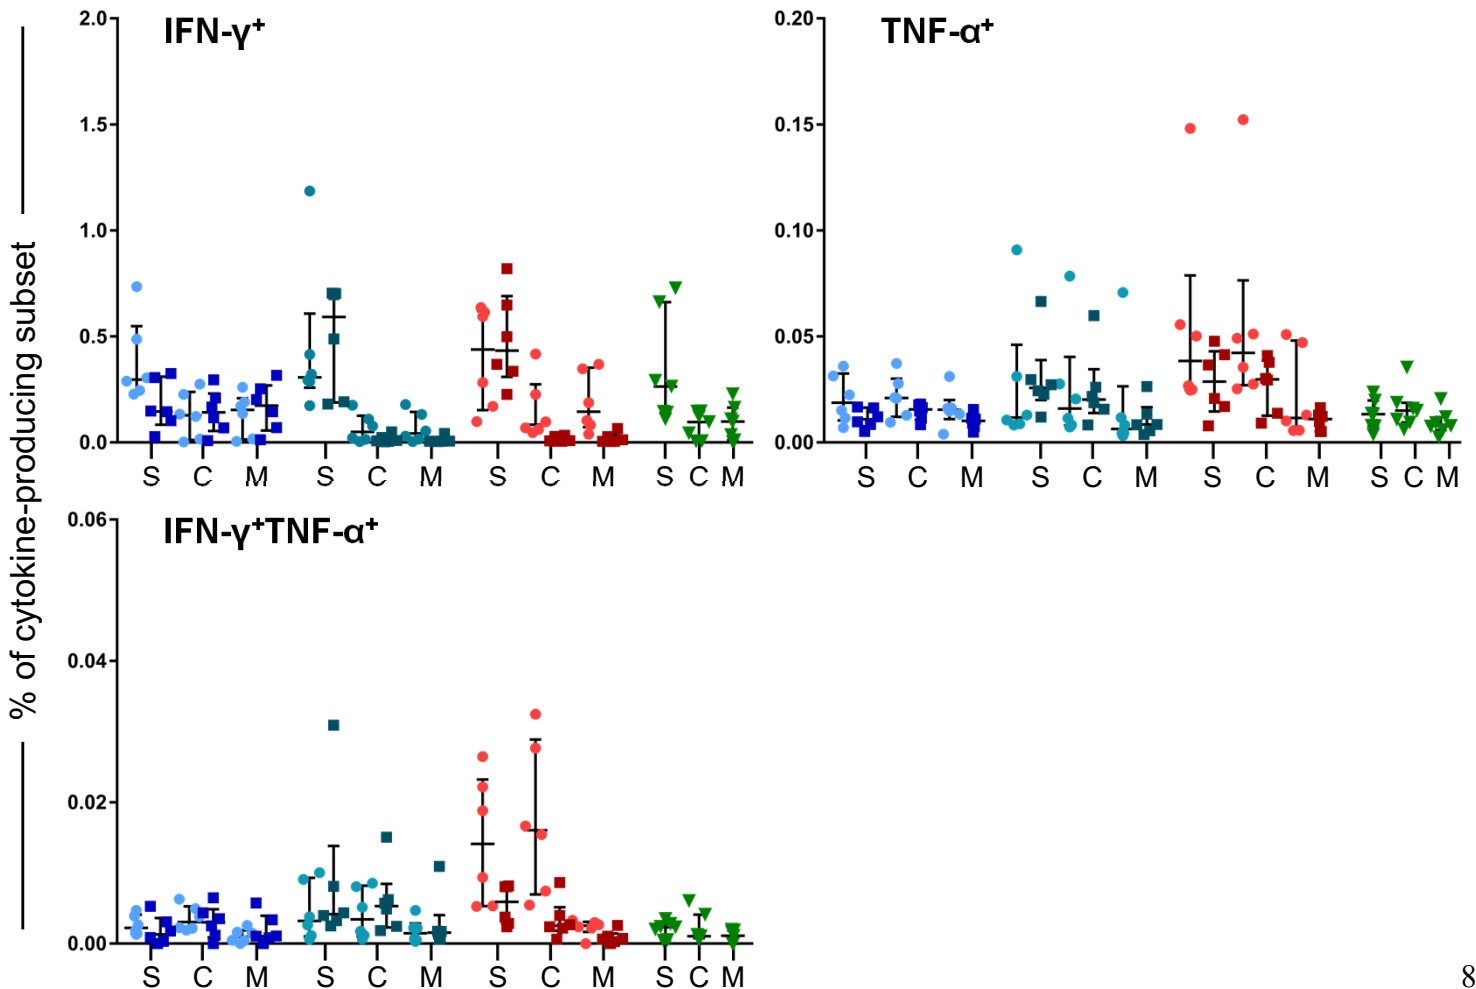 IFN-γ⁺
2.0
1.5
1.0
0.5
0.0
S C M S C M S C M S C M
TNF-α⁺
0.20
0.15
0.10
0.05
0.00
S C M S C M S C M S C M
% of cytokine-producing subset
IFN-γ⁺TNF-α⁺
0.06
0.04
0.02
0.00
S C M S C M S C M S C M
8